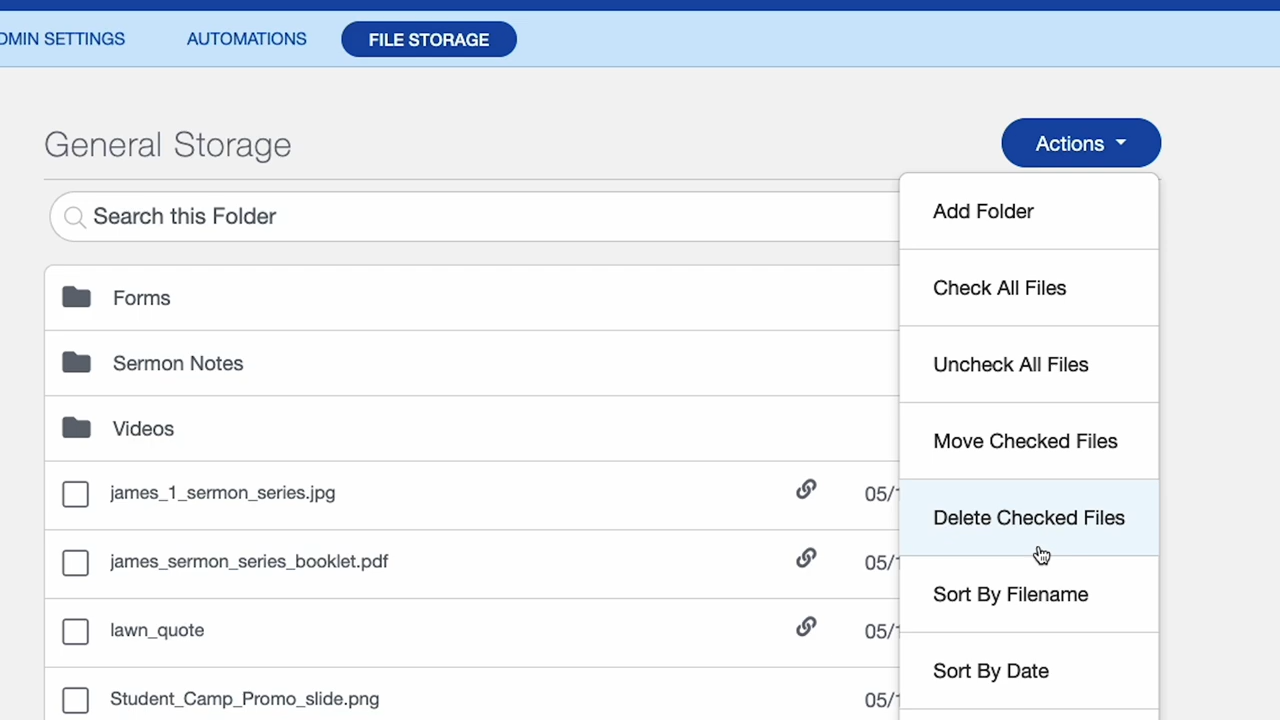 DMIN SETTINGS AUTOMATIONS FILE STORAGE
General Storage
Actions
Search this Folder
Add Folder
Check All Files
Uncheck All Files
Move Checked Files
Delete Checked Files
Sort By Filename
Sort By Date
Forms
Sermon Notes
Videos
james_1_sermon_series.jpg 05/1
james_sermon_series_booklet.pdf 05/1
lawn_quote 05/1
Student_Camp_Promo_slide.png 05/1